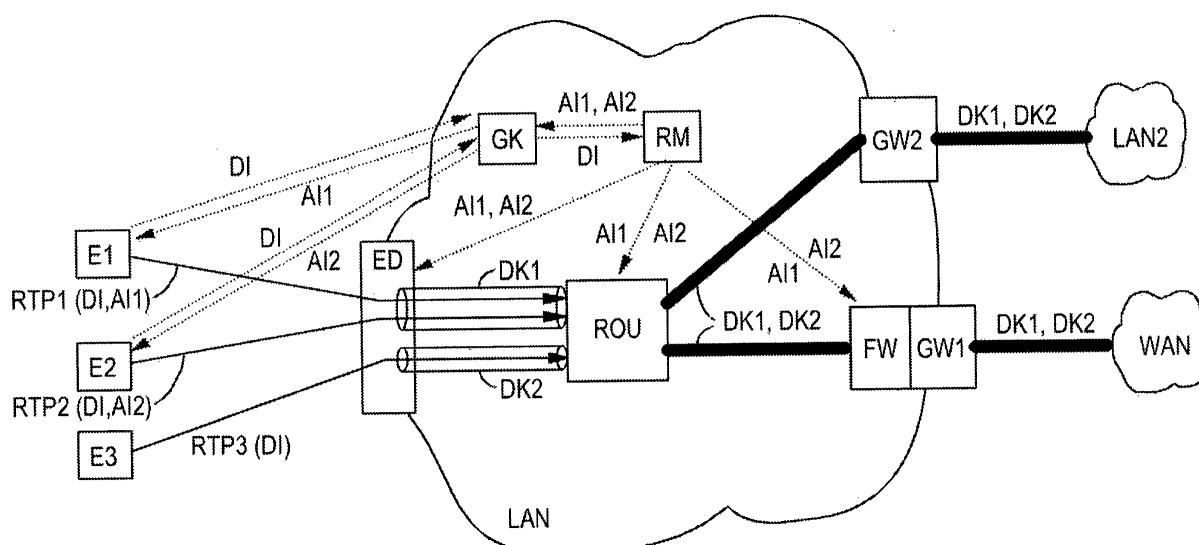 AI1, AI2
GK
RM
DI
DK1, DK2
GW2
LAN2
DI
AI1
AI1, AI2
DI
AI2
E1
ED
DK1
AI1
AI2
AI2
AI1
RTP1 (DI,AI1)
ROU
DK1, DK2
DK1, DK2
FW
GW1
WAN
E2
DK2
RTP2 (DI,AI2)
E3
RTP3 (DI)
LAN